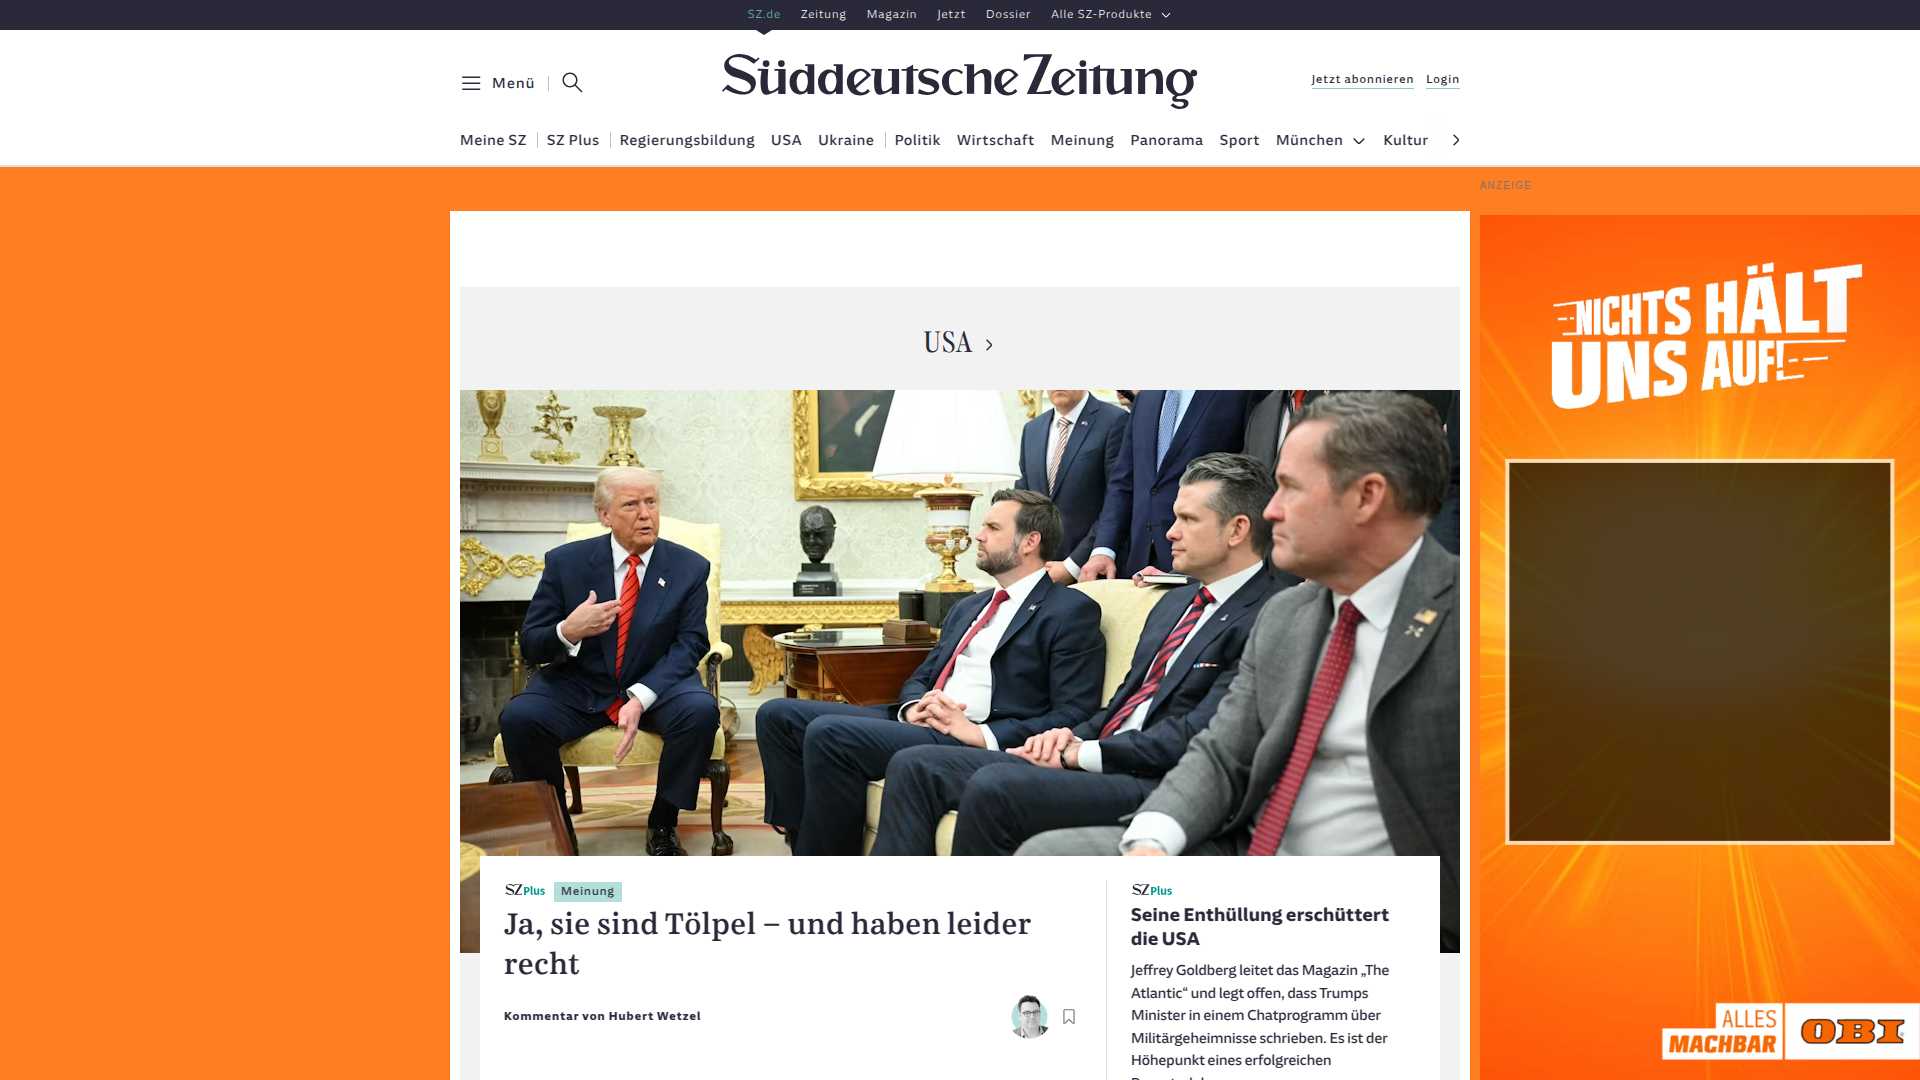 SZ.de Zeitung Magazin Jetzt Dossier Alle SZ-Produkte
Menü
Süddeutsche Zeitung
Jetzt abonnieren Login
Meine SZ SZ Plus Regierungsbildung USA Ukraine Politik Wirtschaft Meinung Panorama Sport München Kultur
ANZEIGE
NICHTS HÄLT
UNS AUF!
USA
SZ Plus Meinung
Ja, sie sind Tölpel – und haben leider
recht
Kommentar von Hubert Wetzel
SZ Plus
Seine Enthüllung erschüttert
die USA
Jeffrey Goldberg leitet das Magazin „The
Atlantic“ und legt offen, dass Trumps
Minister in einem Chatprogramm über
Militärgeheimnisse schrieben. Es ist der
Höhepunkt eines erfolgreichen
ALLES
MACHBAR
OBI